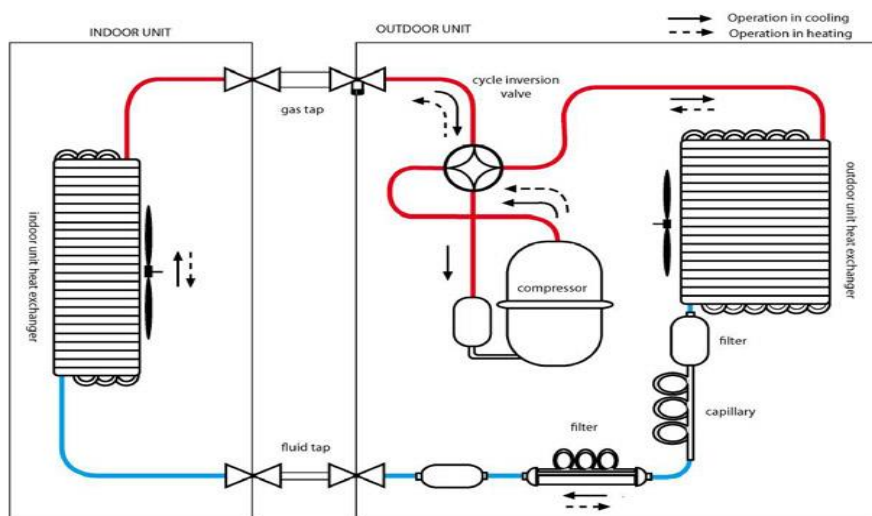 INDOOR UNIT
OUTDOOR UNIT
Operation in cooling
Operation in heating
gas tap
cycle inversion
valve
indoor unit heat exchanger
outdoor unit heat exchanger
compressor
filter
capillary
fluid tap
filter